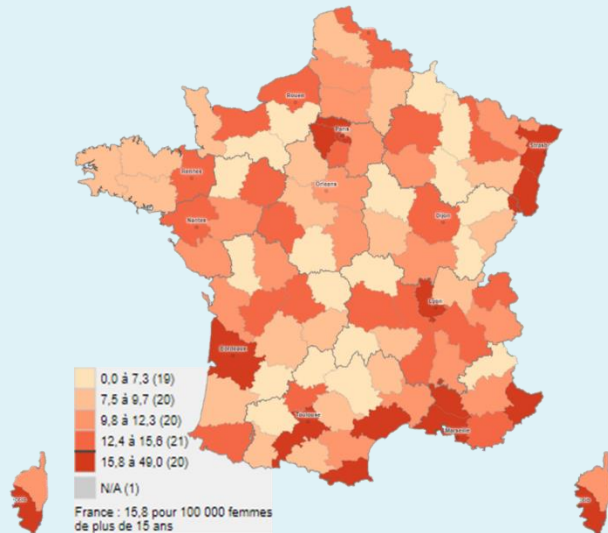 Rouen
Paris
Rennes
Orléans
Nantes
Dijon
Lyon
Bordeaux
Toulouse
Marseille
0,0 à 7,3 (19)
7,5 à 9,7 (20)
9,8 à 12,3 (20)
12,4 à 15,6 (21)
15,8 à 49,0 (20)
N/A (1)
France : 15,8 pour 100 000 femmes
de plus de 15 ans